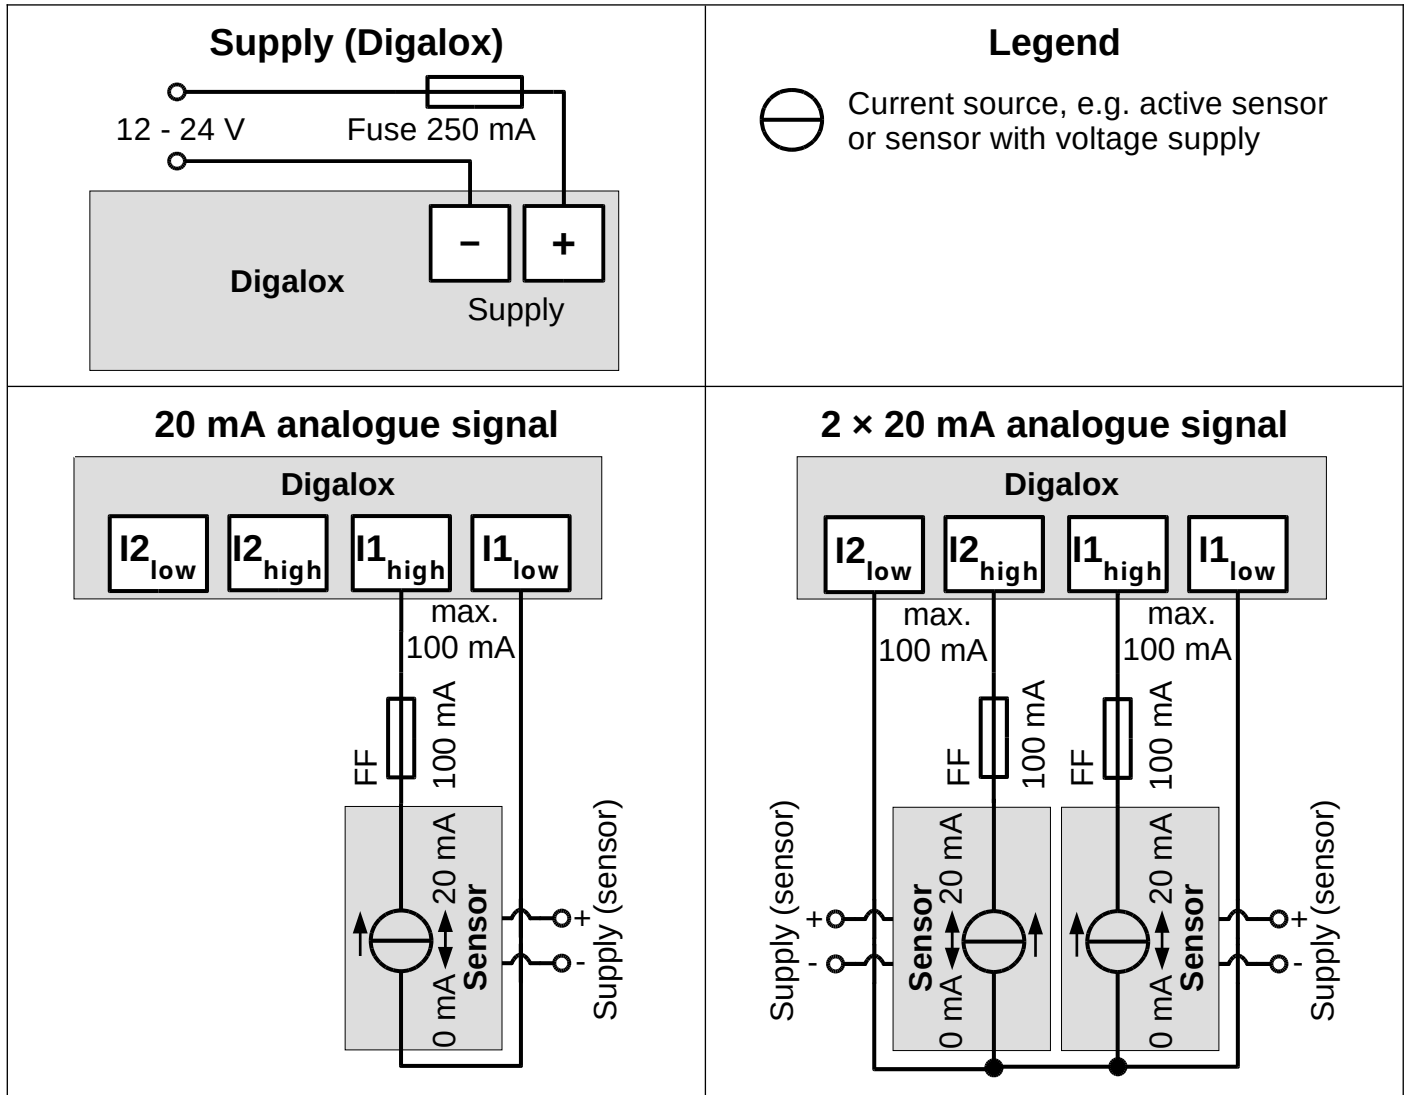 Supply (Digalox)
12 - 24 V
Fuse 250 mA
− +
Digalox
Supply
Legend
Current source, e.g. active sensor
or sensor with voltage supply
20 mA analogue signal
Digalox
I2low I2high I1high I1low
max.
100 mA
FF
100 mA
0 mA
20 mA
Sensor
+
-
Supply (sensor)
2 × 20 mA analogue signal
Digalox
I2low I2high I1high I1low
max.
100 mA
max.
100 mA
FF
100 mA
FF
100 mA
Supply (sensor)
+
-
Sensor
0 mA
20 mA
0 mA
20 mA
Sensor
+
-
Supply (sensor)